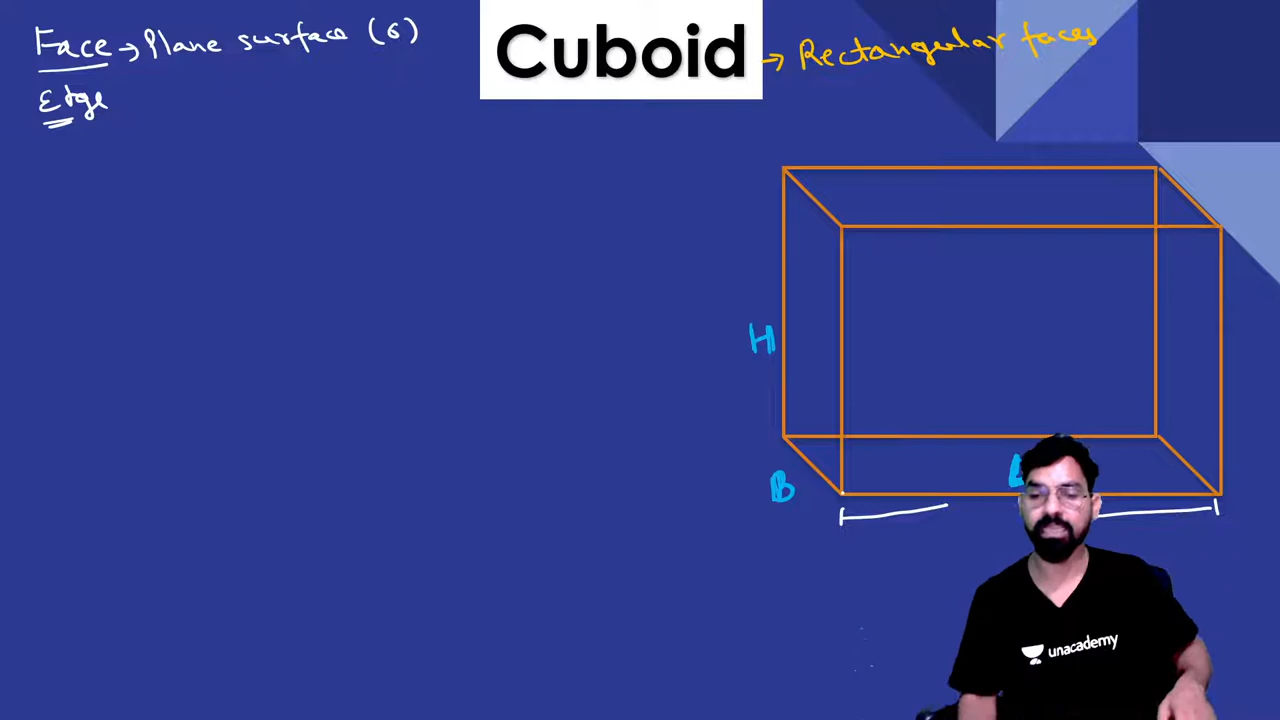 Face → Plane surface (6)
Cuboid → Rectangular faces
Edge
H
B
L
unacademy